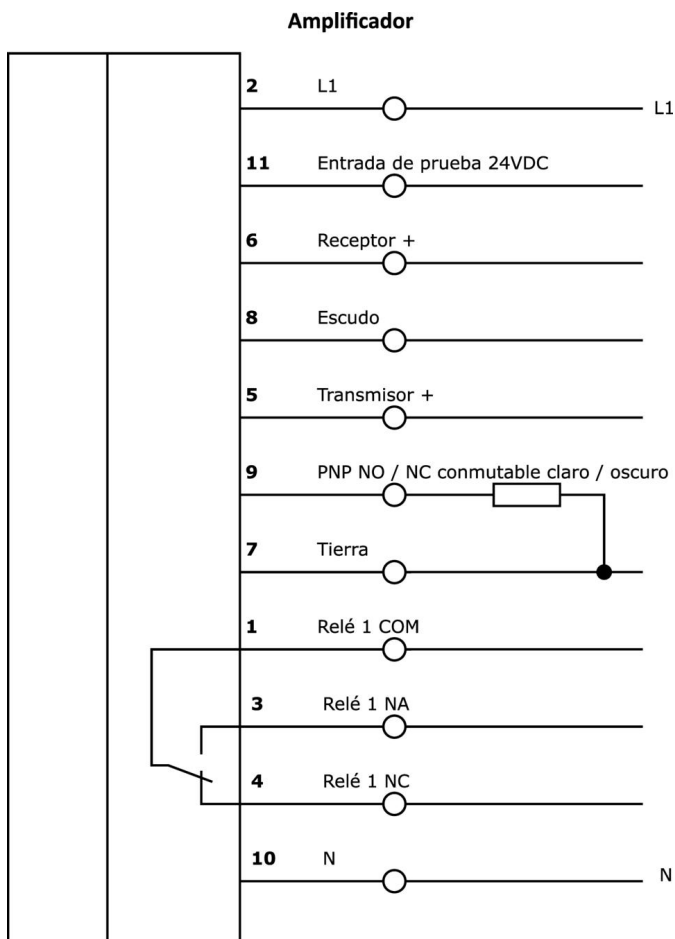 Amplificador
2 L1
L1
11 Entrada de prueba 24VDC
6 Receptor +
8 Escudo
5 Transmisor +
9 PNP NO / NC conmutable claro / oscuro
7 Tierra
1 Relé 1 COM
3 Relé 1 NA
4 Relé 1 NC
10 N
N